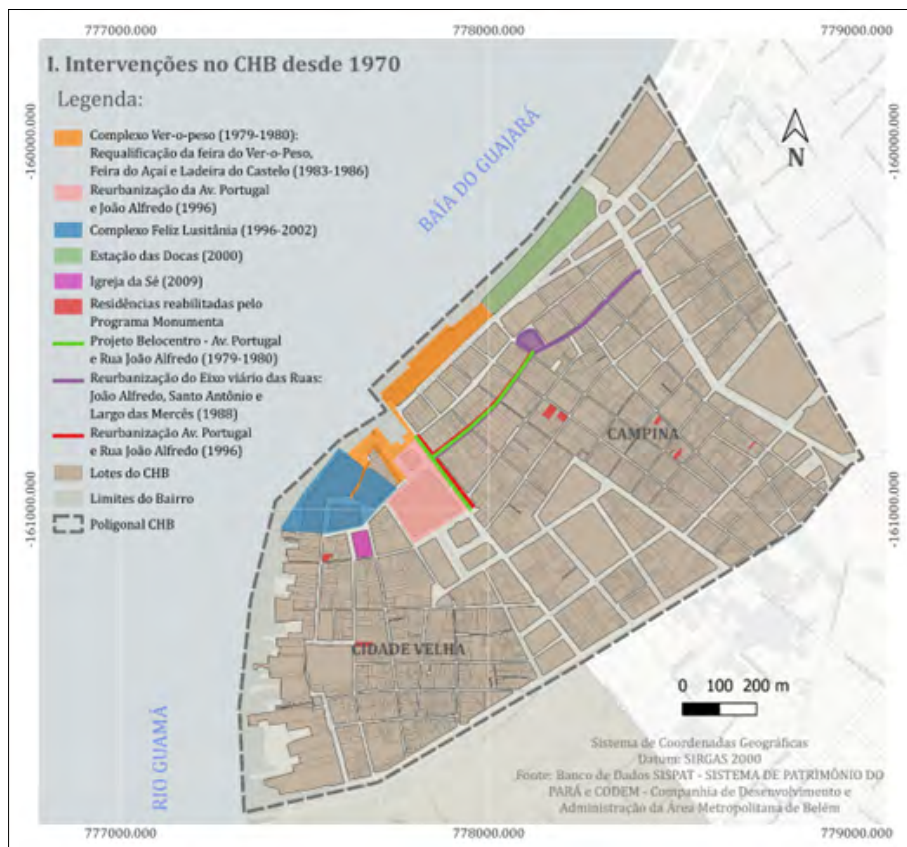 777000.000
778000.000
779000.000
I. Intervenções no CHB desde 1970
Legenda:
Complexo Ver-o-peso (1979-1980):
Requalificação da feira do Ver-o-Peso,
Feira do Açaí e Ladeira do Castelo (1983-1986)
Reurbanização da Av. Portugal
e João Alfredo (1996)
Complexo Feliz Lusitânia (1996-2002)
Estação das Docas (2000)
Igreja da Sé (2009)
Residências reabilitadas pelo
Programa Monumenta
Projeto Belocentro - Av. Portugal
e Rua João Alfredo (1979-1980)
Reurbanização do Eixo viário das Ruas:
João Alfredo, Santo Antônio e
Largo das Mercês (1988)
Reurbanização Av. Portugal
e Rua João Alfredo (1996)
Lotes do CHB
Limites do Bairro
Poligonal CHB
-160000.000
-160000.000
-161000.000
-161000.000
BAÍA DO GUAJARÁ
N
CAMPINA
CIDADE VELHA
RIO GUAMÁ
0 100 200 m
Sistema de Coordenadas Geográficas
Datum: SIRGAS 2000
Fonte: Banco de Dados SISPAT - SISTEMA DE PATRIMÔNIO DO
PARÁ e CODEM - Companhia de Desenvolvimento e
Administração da Área Metropolitana de Belém
777000.000
778000.000
779000.000